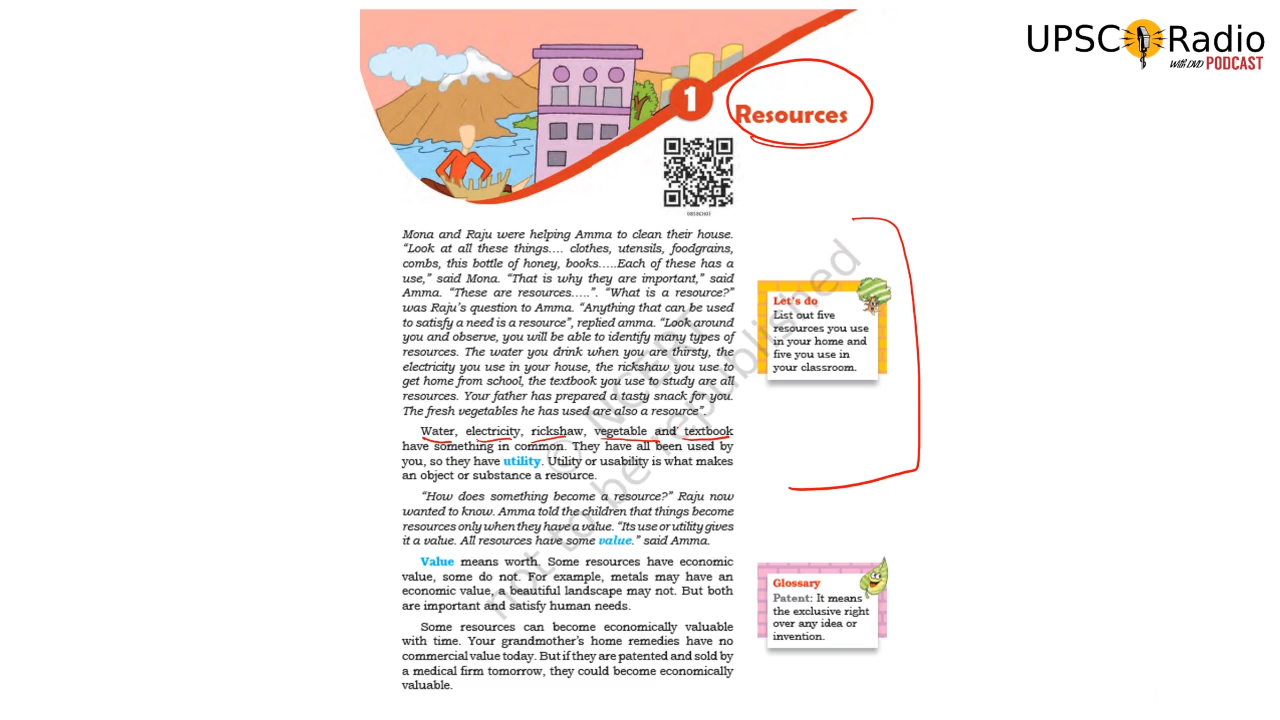 UPSC Radio
with DVD PODCAST
1
Resources
Mona and Raju were helping Amma to clean their house.
“Look at all these things.... clothes, utensils, foodgrains,
combs, this bottle of honey, books.....Each of these has a
use,” said Mona. “That is why they are important,” said
Amma. “These are resources.....”. “What is a resource?”
was Raju’s question to Amma. “Anything that can be used
to satisfy a need is a resource”, replied amma. “Look around
you and observe, you will be able to identify many types of
resources. The water you drink when you are thirsty, the
electricity you use in your house, the rickshaw you use to
get home from school, the textbook you use to study are all
resources. Your father has prepared a tasty snack for you.
The fresh vegetables he has used are also a resource”.
Water, electricity, rickshaw, vegetable and textbook
have something in common. They have all been used by
you, so they have utility. Utility or usability is what makes
an object or substance a resource.
“How does something become a resource?” Raju now
wanted to know. Amma told the children that things become
resources only when they have a value. “Its use or utility gives
it a value. All resources have some value.” said Amma.
Value means worth. Some resources have economic
value, some do not. For example, metals may have an
economic value, a beautiful landscape may not. But both
are important and satisfy human needs.
Some resources can become economically valuable
with time. Your grandmother’s home remedies have no
commercial value today. But if they are patented and sold by
a medical firm tomorrow, they could become economically
valuable.
Let’s do
List out five
resources you use
in your home and
five you use in
your classroom.
Glossary
Patent: It means
the exclusive right
over any idea or
invention.
© NCERT
not to be republished